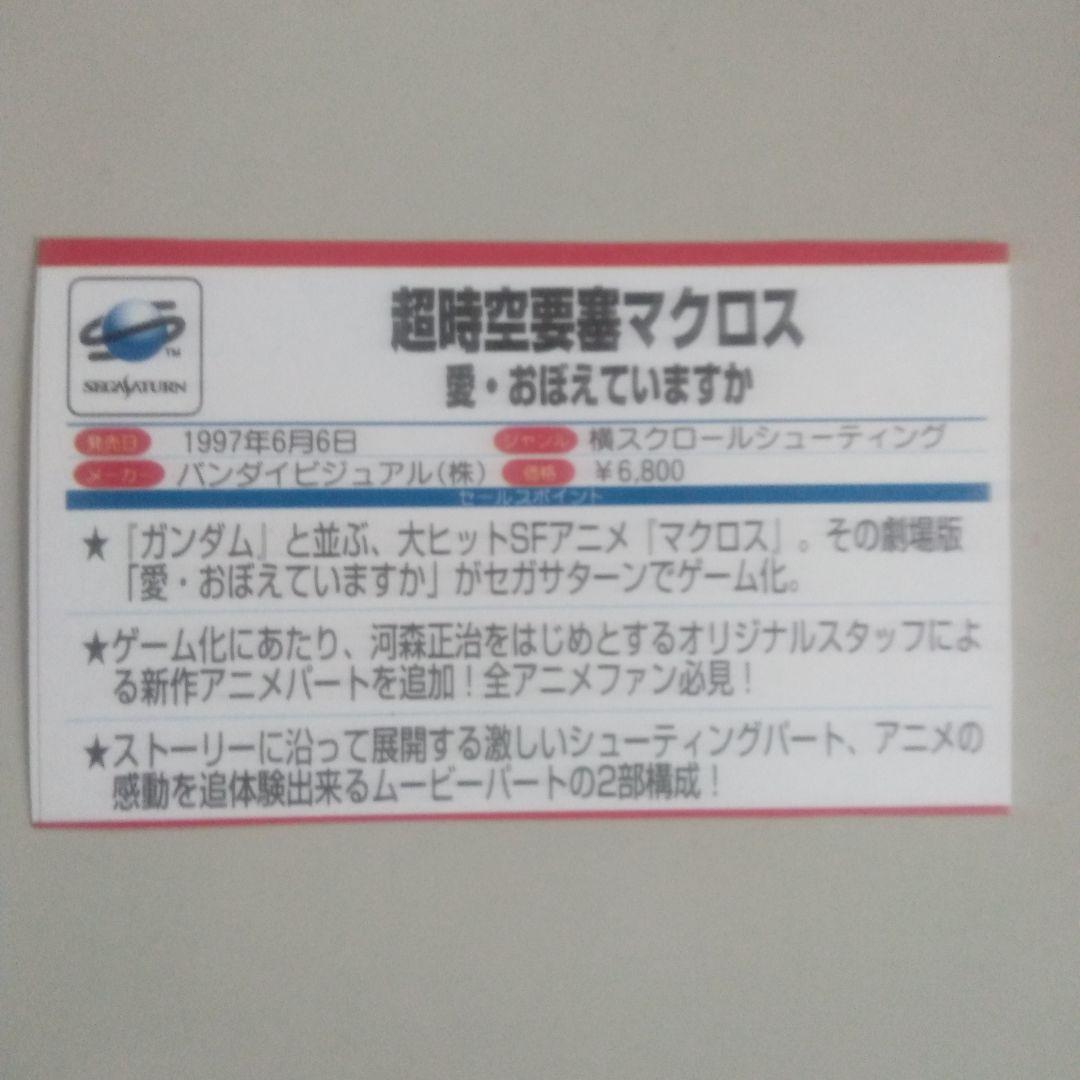 超時空要塞マクロス
愛・おぼえていますか
TM
SEGA SATURN
発売日 1997年6月6日 ジャンル 横スクロールシューティング
メーカー バンダイビジュアル(株) 価格 ¥6,800
セールスポイント
★『ガンダム』と並ぶ、大ヒットSFアニメ『マクロス』。その劇場版
「愛・おぼえていますか」がセガサターンでゲーム化。
★ゲーム化にあたり、河森正治をはじめとするオリジナルスタッフによ
る新作アニメパートを追加!全アニメファン必見!
★ストーリーに沿って展開する激しいシューティングパート、アニメの
感動を追体験出来るムービーパートの2部構成!